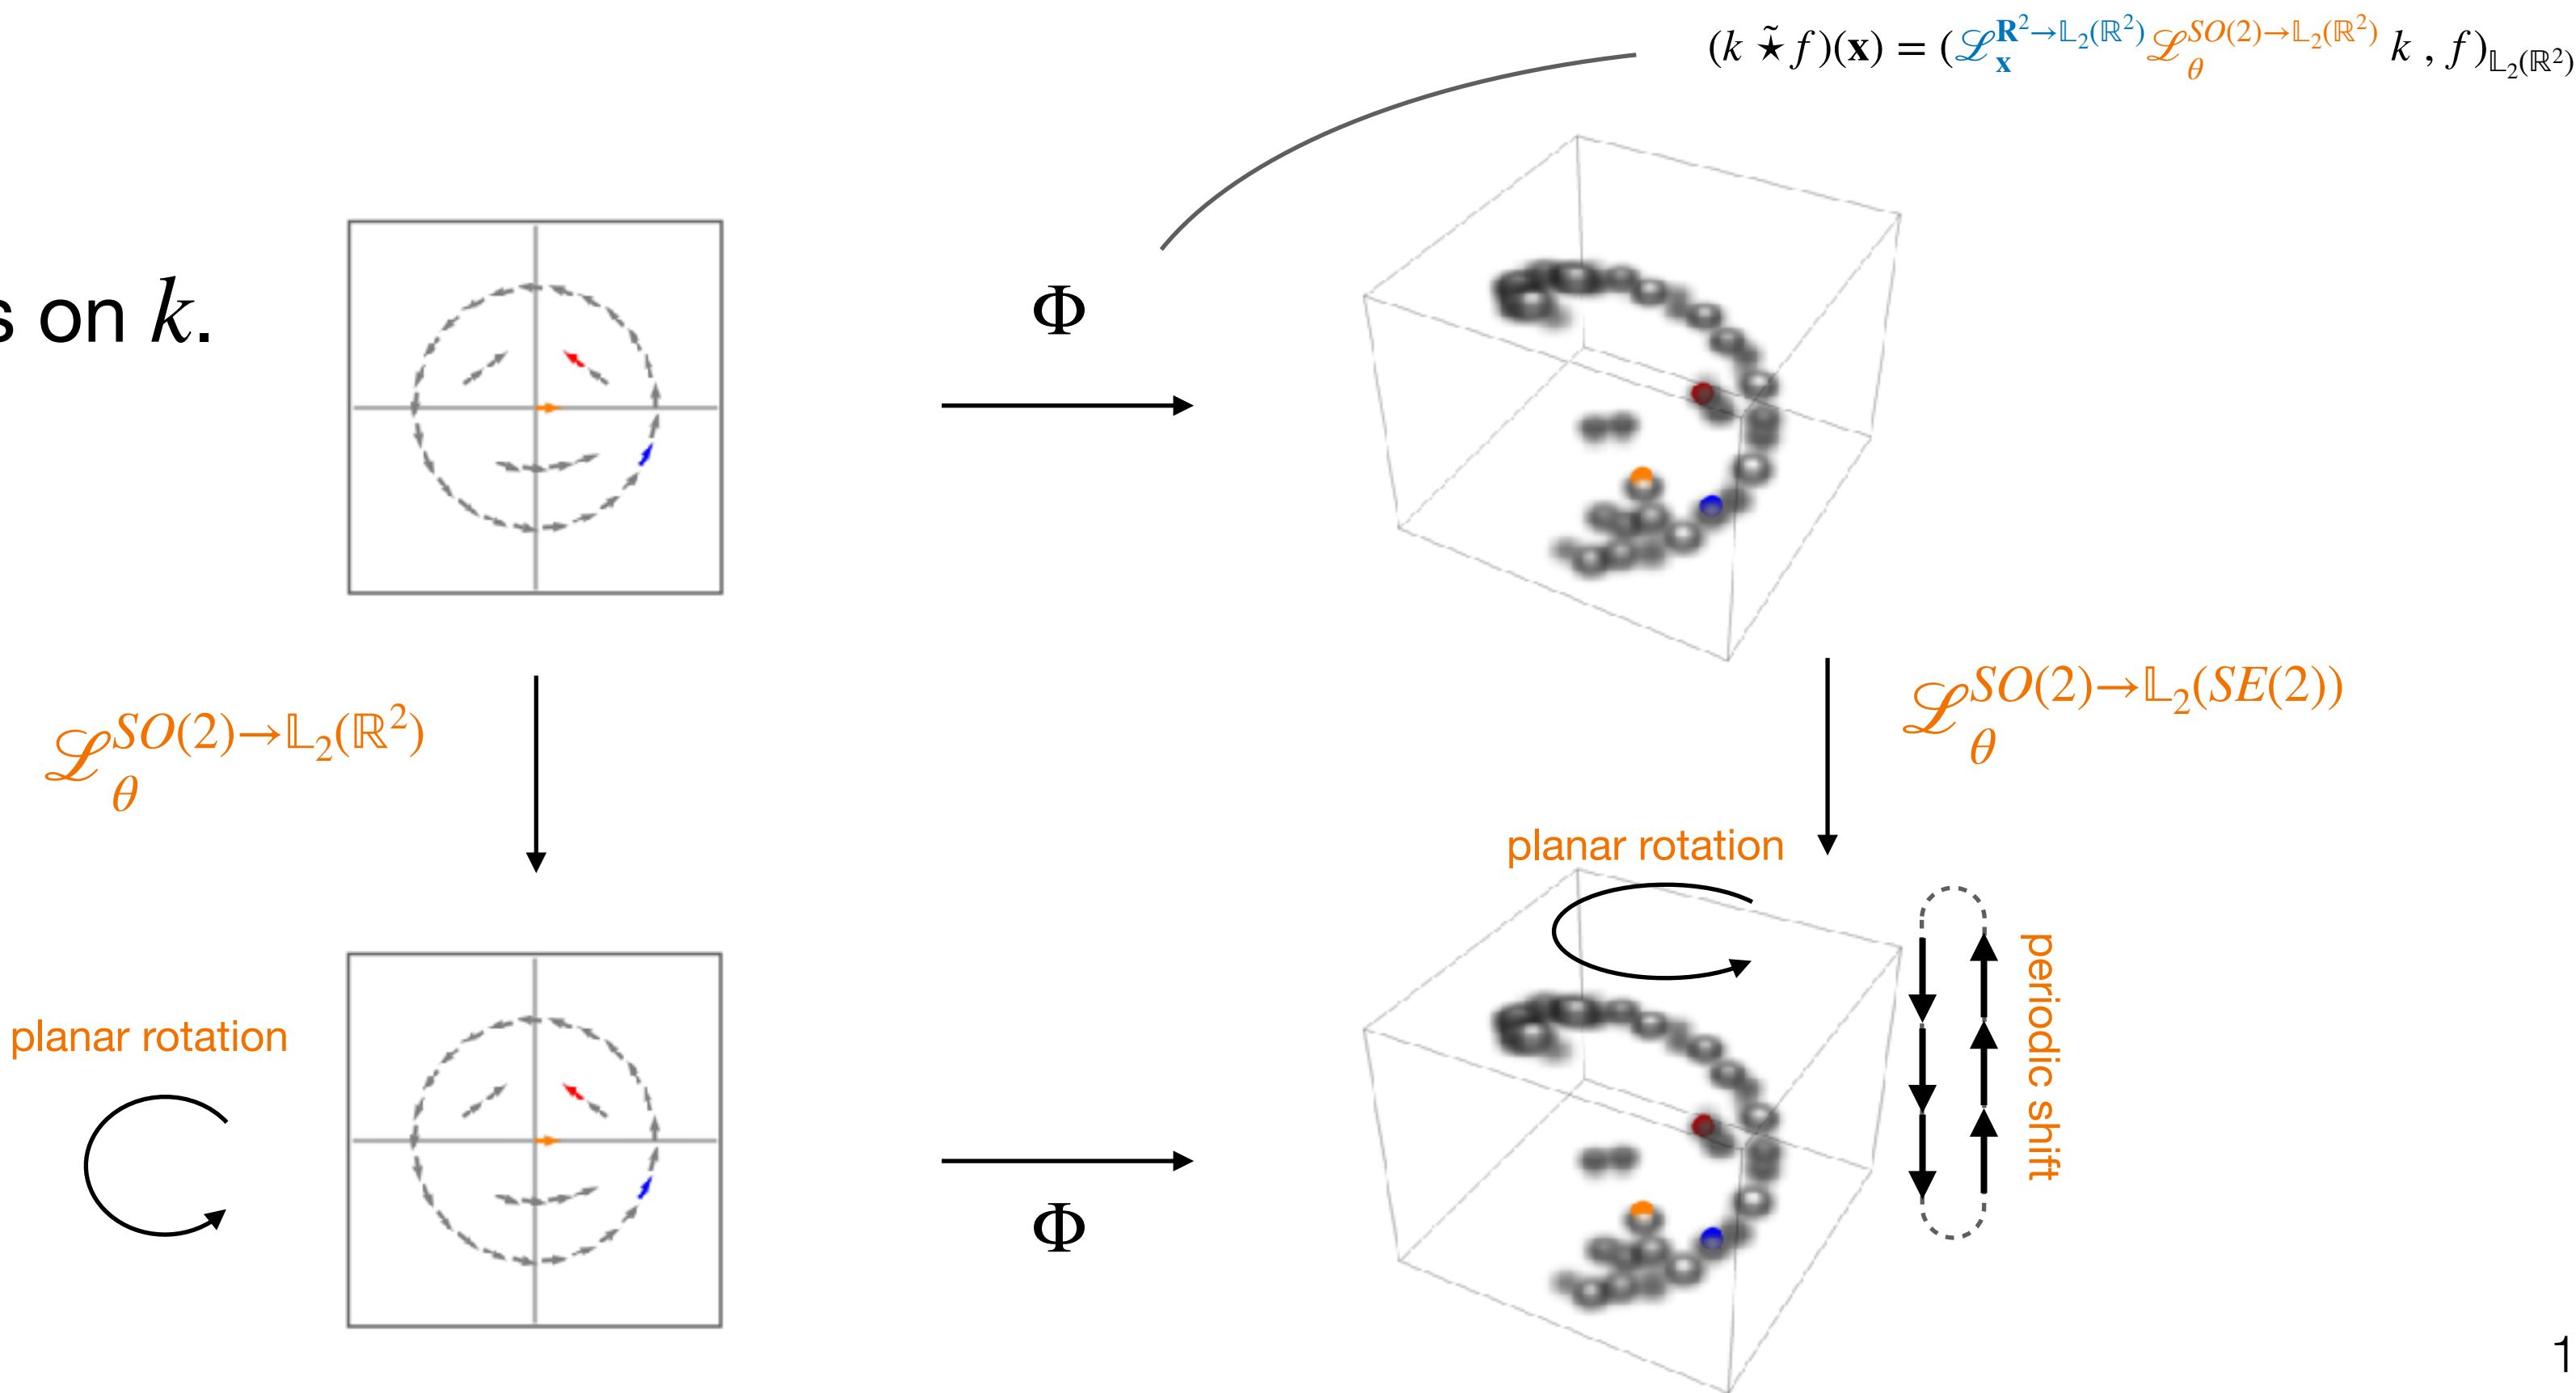 (k ⋆̃ f)(𝐱) = (ℒ_𝐱^{𝐑²→𝕃₂(ℝ²)} ℒ_θ^{SO(2)→𝕃₂(ℝ²)} k , f)_{𝕃₂(ℝ²)}
s on k.
Φ
ℒ_θ^{SO(2)→𝕃₂(ℝ²)}
ℒ_θ^{SO(2)→𝕃₂(SE(2))}
planar rotation
planar rotation
periodic shift
Φ
1